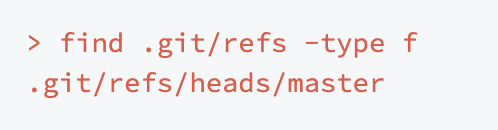 > find .git/refs -type f
.git/refs/heads/master